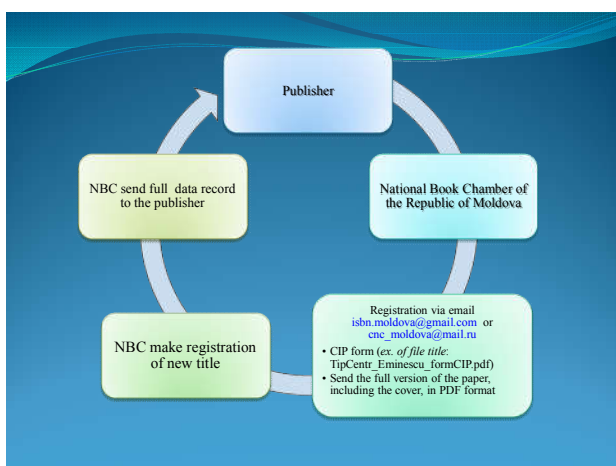 Publisher
National Book Chamber of
the Republic of Moldova
Registration via email
isbn.moldova@gmail.com or
cnc_moldova@mail.ru
• CIP form (ex. of file title:
TipCentr_Eminescu_formCIP.pdf)
• Send the full version of the paper,
including the cover, in PDF format
NBC make registration
of new title
NBC send full data record
to the publisher